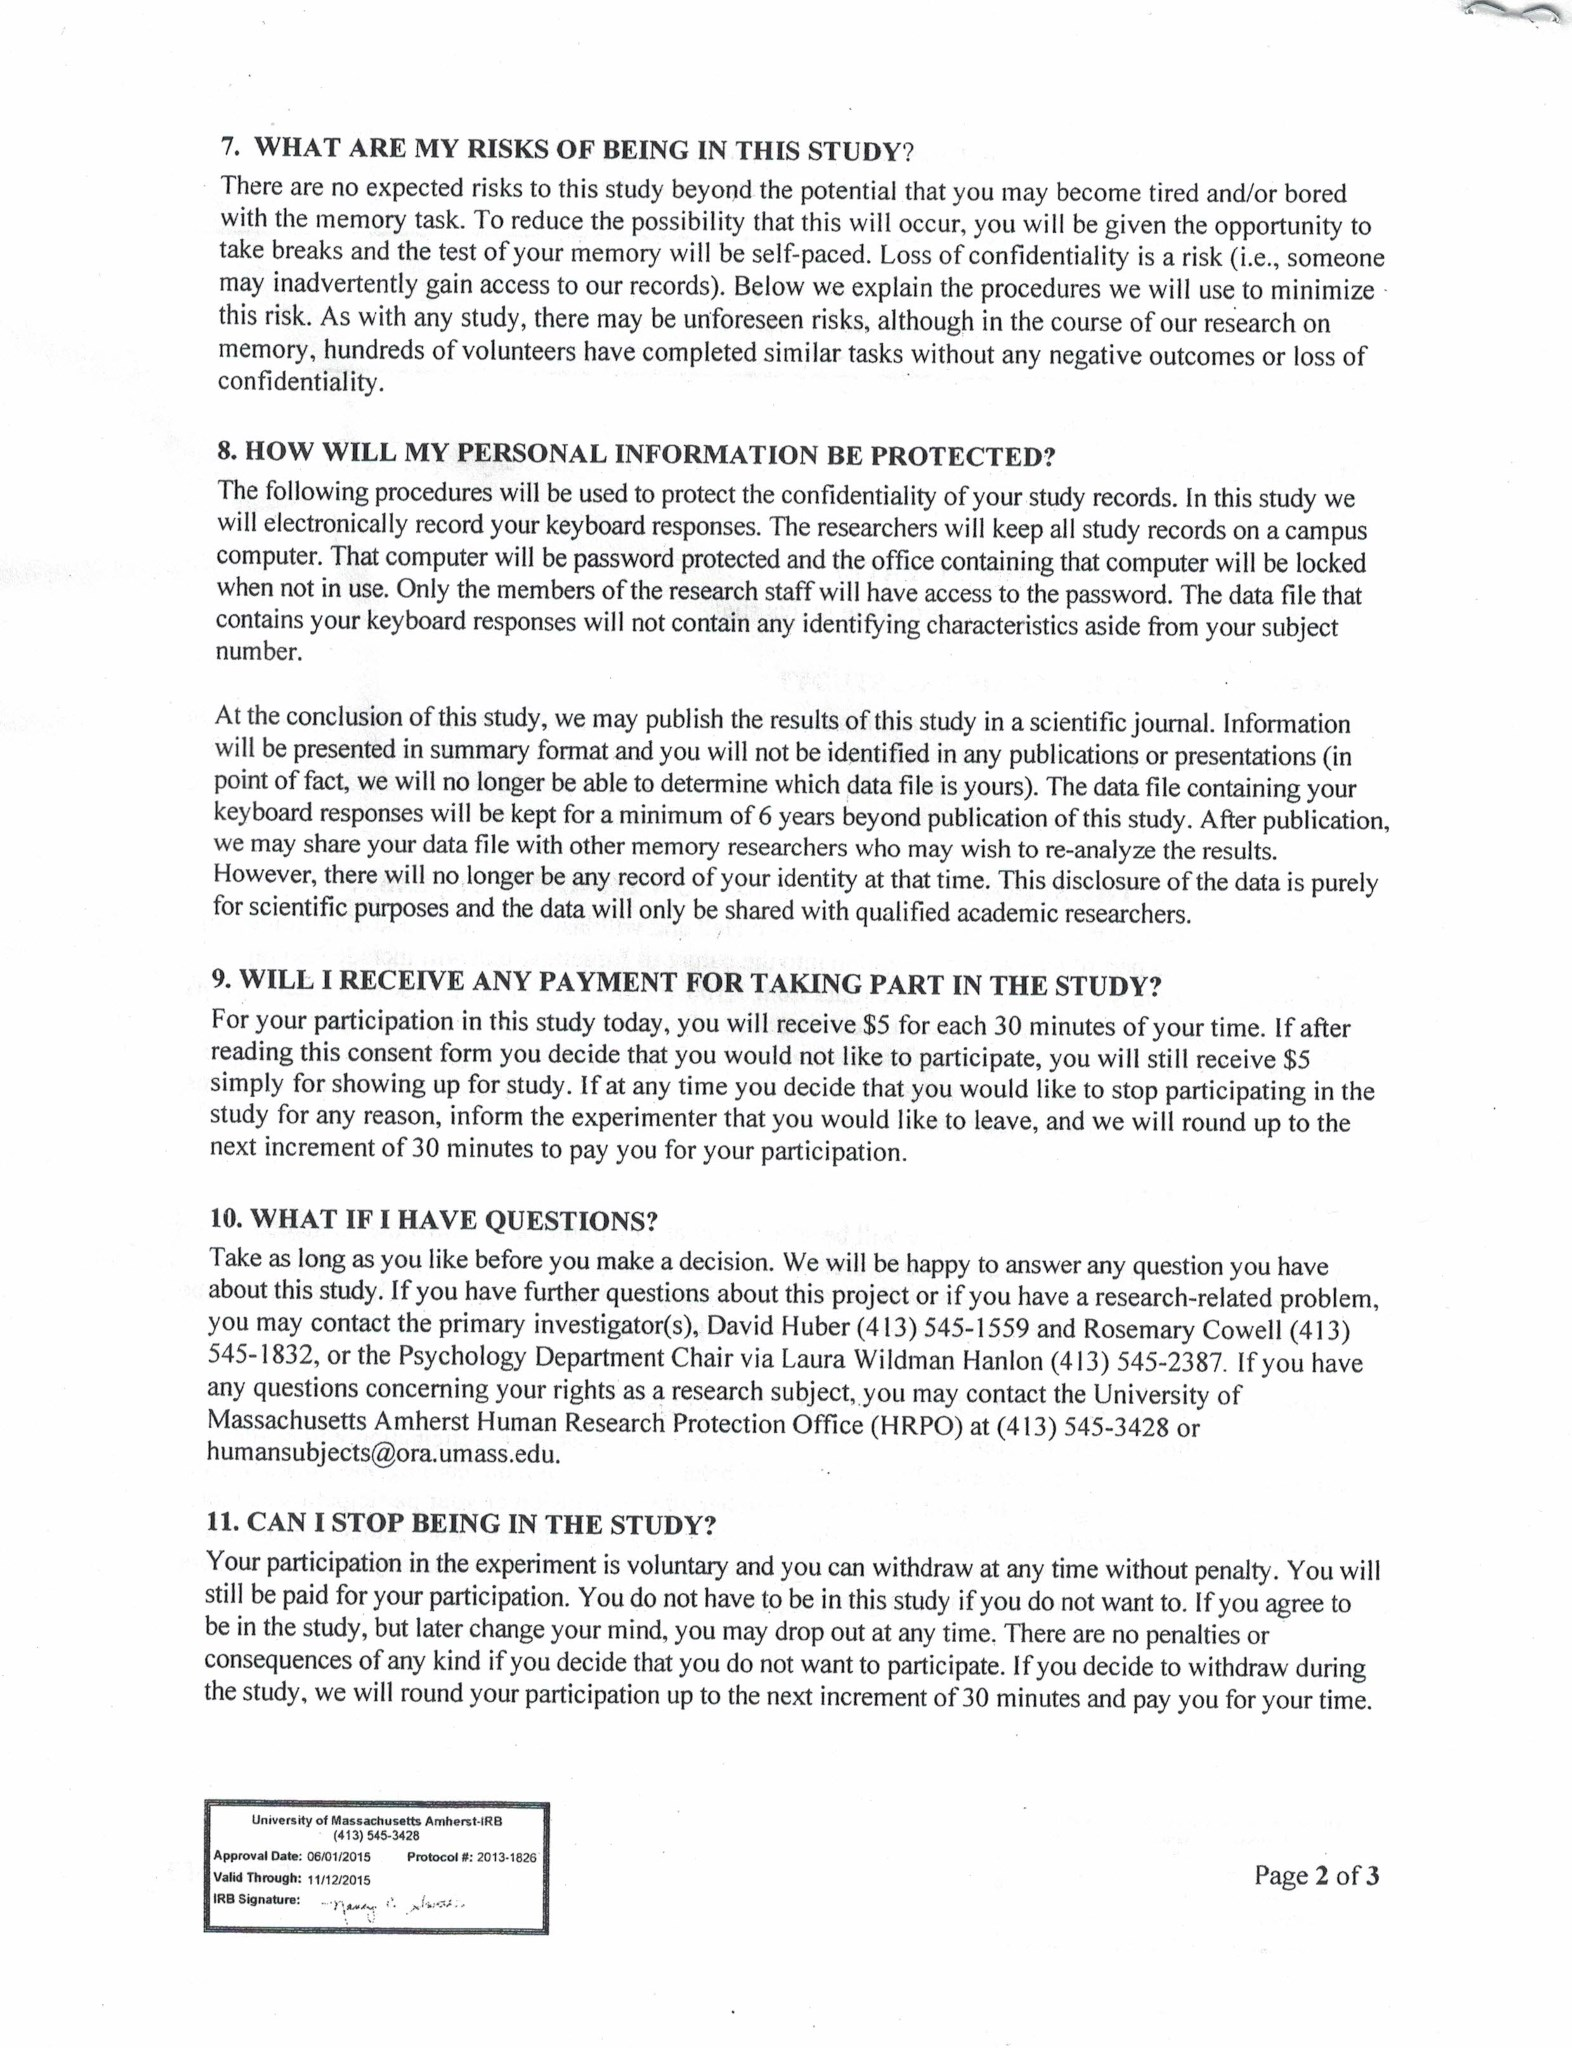 7. WHAT ARE MY RISKS OF BEING IN THIS STUDY?
There are no expected risks to this study beyond the potential that you may become tired and/or bored
with the memory task. To reduce the possibility that this will occur, you will be given the opportunity to
take breaks and the test of your memory will be self-paced. Loss of confidentiality is a risk (i.e., someone
may inadvertently gain access to our records). Below we explain the procedures we will use to minimize
this risk. As with any study, there may be unforeseen risks, although in the course of our research on
memory, hundreds of volunteers have completed similar tasks without any negative outcomes or loss of
confidentiality.
8. HOW WILL MY PERSONAL INFORMATION BE PROTECTED?
The following procedures will be used to protect the confidentiality of your study records. In this study we
will electronically record your keyboard responses. The researchers will keep all study records on a campus
computer. That computer will be password protected and the office containing that computer will be locked
when not in use. Only the members of the research staff will have access to the password. The data file that
contains your keyboard responses will not contain any identifying characteristics aside from your subject
number.
At the conclusion of this study, we may publish the results of this study in a scientific journal. Information
will be presented in summary format and you will not be identified in any publications or presentations (in
point of fact, we will no longer be able to determine which data file is yours). The data file containing your
keyboard responses will be kept for a minimum of 6 years beyond publication of this study. After publication,
we may share your data file with other memory researchers who may wish to re-analyze the results.
However, there will no longer be any record of your identity at that time. This disclosure of the data is purely
for scientific purposes and the data will only be shared with qualified academic researchers.
9. WILL I RECEIVE ANY PAYMENT FOR TAKING PART IN THE STUDY?
For your participation in this study today, you will receive $5 for each 30 minutes of your time. If after
reading this consent form you decide that you would not like to participate, you will still receive $5
simply for showing up for study. If at any time you decide that you would like to stop participating in the
study for any reason, inform the experimenter that you would like to leave, and we will round up to the
next increment of 30 minutes to pay you for your participation.
10. WHAT IF I HAVE QUESTIONS?
Take as long as you like before you make a decision. We will be happy to answer any question you have
about this study. If you have further questions about this project or if you have a research-related problem,
you may contact the primary investigator(s), David Huber (413) 545-1559 and Rosemary Cowell (413)
545-1832, or the Psychology Department Chair via Laura Wildman Hanlon (413) 545-2387. If you have
any questions concerning your rights as a research subject, you may contact the University of
Massachusetts Amherst Human Research Protection Office (HRPO) at (413) 545-3428 or
humansubjects@ora.umass.edu.
11. CAN I STOP BEING IN THE STUDY?
Your participation in the experiment is voluntary and you can withdraw at any time without penalty. You will
still be paid for your participation. You do not have to be in this study if you do not want to. If you agree to
be in the study, but later change your mind, you may drop out at any time. There are no penalties or
consequences of any kind if you decide that you do not want to participate. If you decide to withdraw during
the study, we will round your participation up to the next increment of 30 minutes and pay you for your time.
University of Massachusetts Amherst-IRB
(413) 545-3428
Approval Date: 06/01/2015 Protocol #: 2013-1826
Valid Through: 11/12/2015
IRB Signature: Nancy
Page 2 of 3